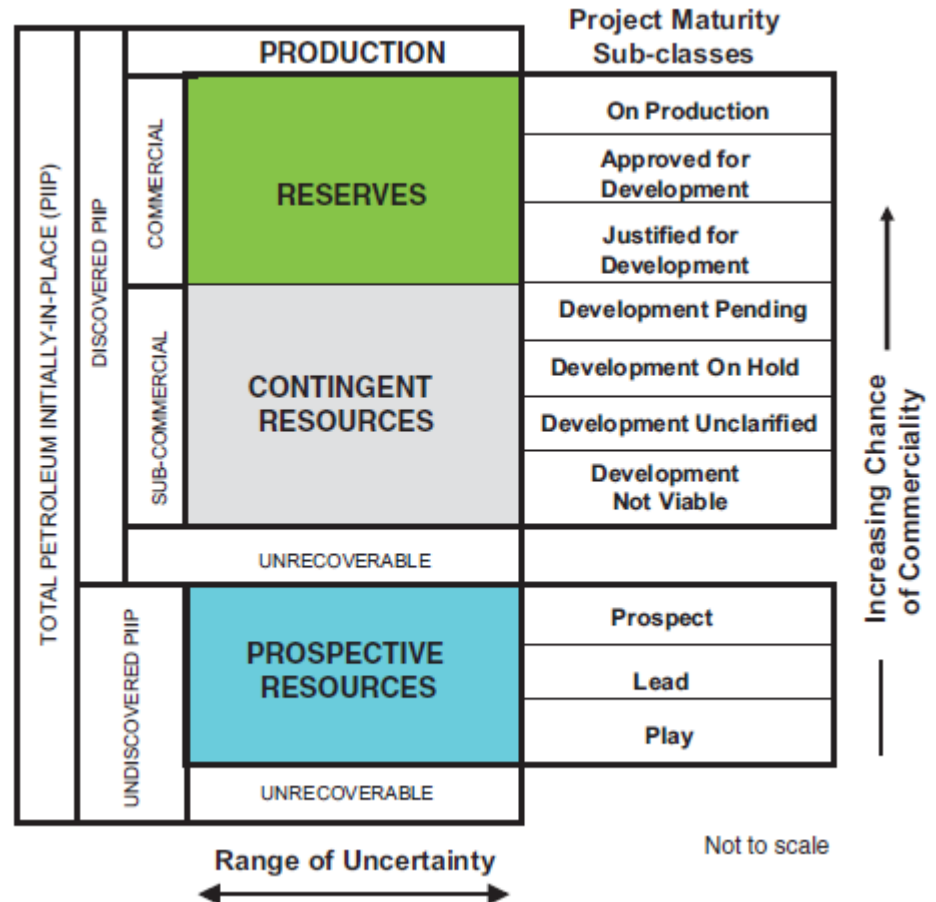 Project Maturity
Sub-classes
PRODUCTION
TOTAL PETROLEUM INITIALLY-IN-PLACE (PIIP)
DISCOVERED PIIP
COMMERCIAL
RESERVES
On Production
Approved for
Development
Justified for
Development
SUB-COMMERCIAL
CONTINGENT
RESOURCES
Development Pending
Development On Hold
Development Unclarified
Development
Not Viable
UNRECOVERABLE
UNDISCOVERED PIIP
PROSPECTIVE
RESOURCES
Prospect
Lead
Play
UNRECOVERABLE
Increasing Chance
of Commerciality
Not to scale
Range of Uncertainty